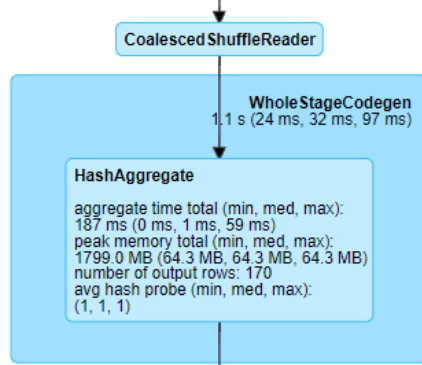 CoalescedShuffleReader
WholeStageCodegen
1.1 s (24 ms, 32 ms, 97 ms)
HashAggregate
aggregate time total (min, med, max):
187 ms (0 ms, 1 ms, 59 ms)
peak memory total (min, med, max):
1799.0 MB (64.3 MB, 64.3 MB, 64.3 MB)
number of output rows: 170
avg hash probe (min, med, max):
(1, 1, 1)